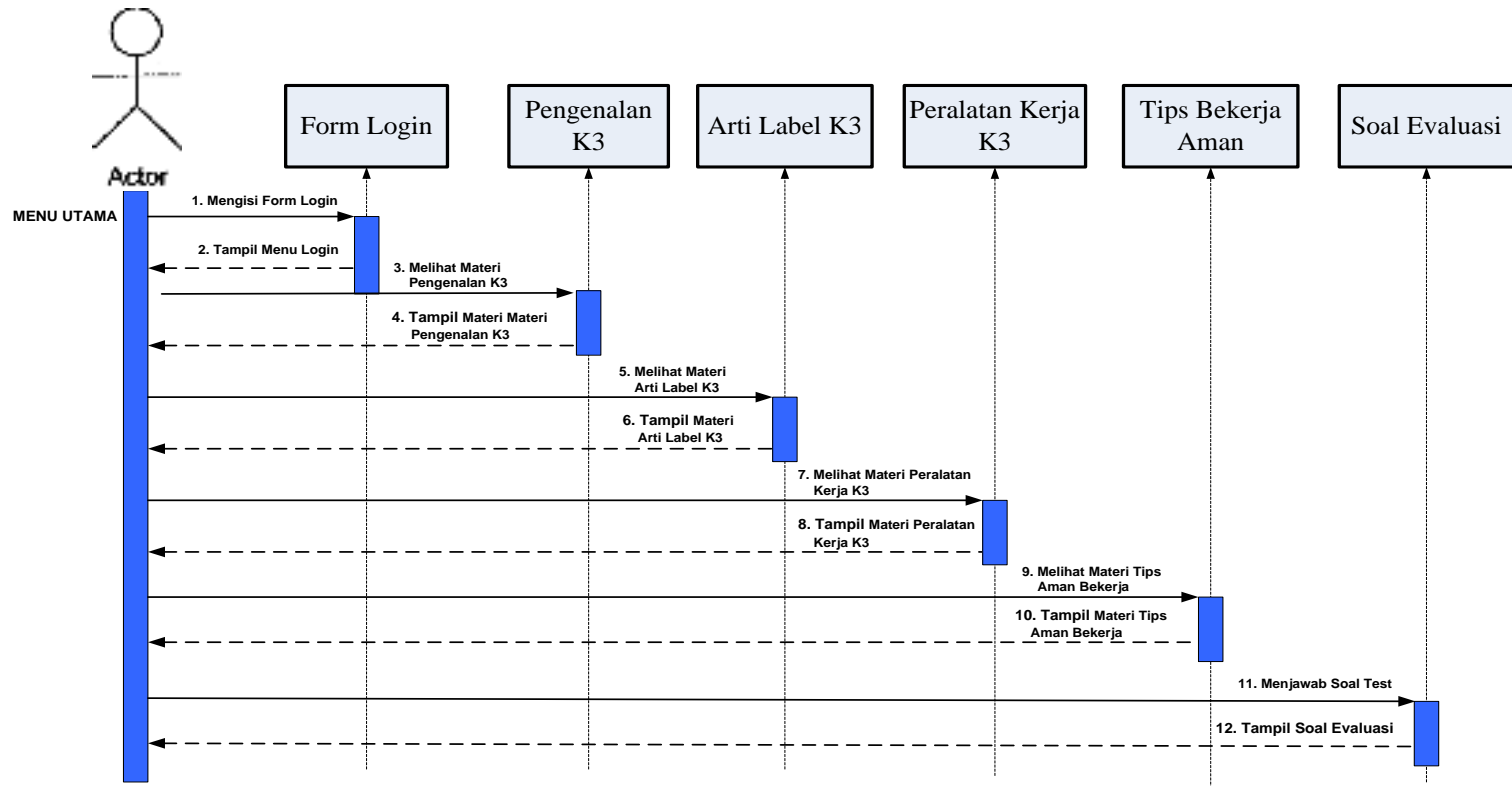 Actor
Form Login
Pengenalan
K3
Arti Label K3
Peralatan Kerja
K3
Tips Bekerja
Aman
Soal Evaluasi
MENU UTAMA
1. Mengisi Form Login
2. Tampil Menu Login
3. Melihat Materi
Pengenalan K3
4. Tampil Materi Materi
Pengenalan K3
5. Melihat Materi
Arti Label K3
6. Tampil Materi
Arti Label K3
7. Melihat Materi Peralatan
Kerja K3
8. Tampil Materi Peralatan
Kerja K3
9. Melihat Materi Tips
Aman Bekerja
10. Tampil Materi Tips
Aman Bekerja
11. Menjawab Soal Test
12. Tampil Soal Evaluasi